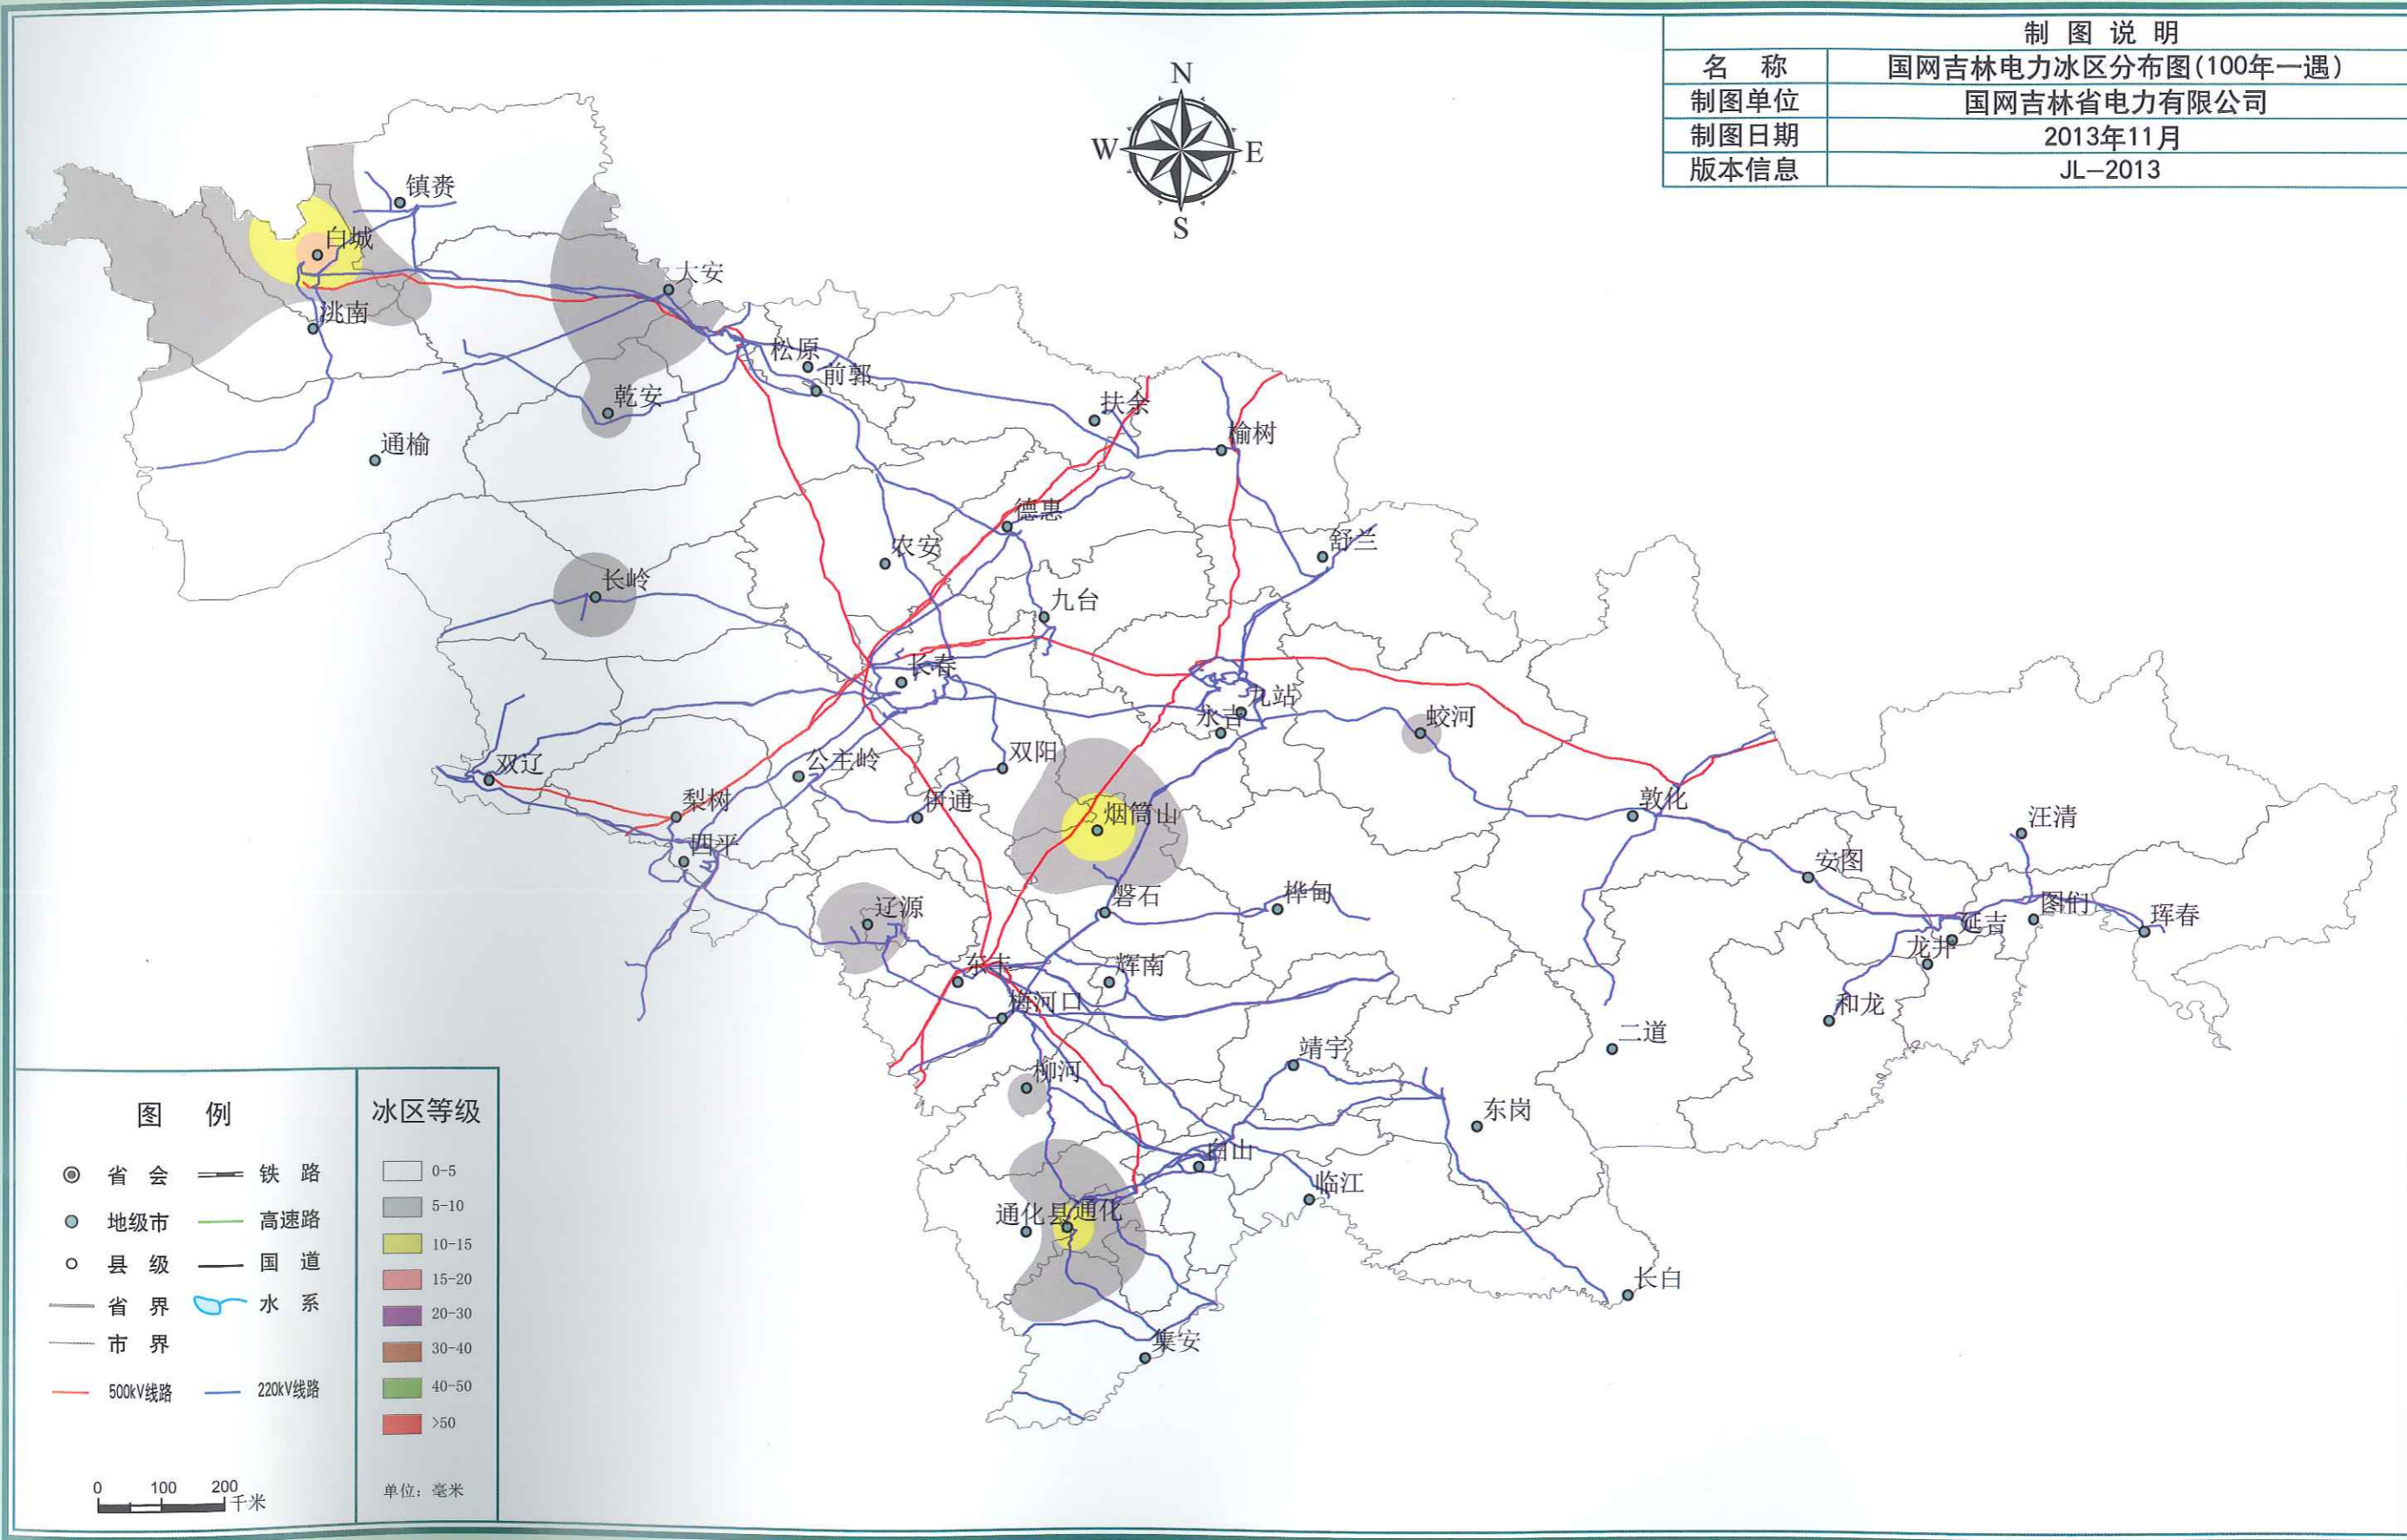 制 图 说 明
名 称 国网吉林电力冰区分布图(100年一遇)
制图单位 国网吉林省电力有限公司
制图日期 2013年11月
版本信息 JL-2013
N
W E
S
镇赉
白城
大安
洮南
松原
前郭
乾安
扶余
榆树
通榆
德惠
农安
舒兰
长岭
九台
长春
九站
永吉
蛟河
双辽
公主岭
双阳
梨树
伊通
烟筒山
敦化
四平
汪清
安图
辽源
磐石
桦甸
图们
珲春
延吉
龙井
东丰
辉南
梅河口
和龙
二道
靖宇
柳河
东岗
白山
临江
通化县
通化
长白
集安
图 例
省 会 铁 路
地级市 高速路
县 级 国 道
省 界 水 系
市 界
500kV线路 220kV线路
0 100 200
千米
冰区等级
0-5
5-10
10-15
15-20
20-30
30-40
40-50
>50
单位：毫米